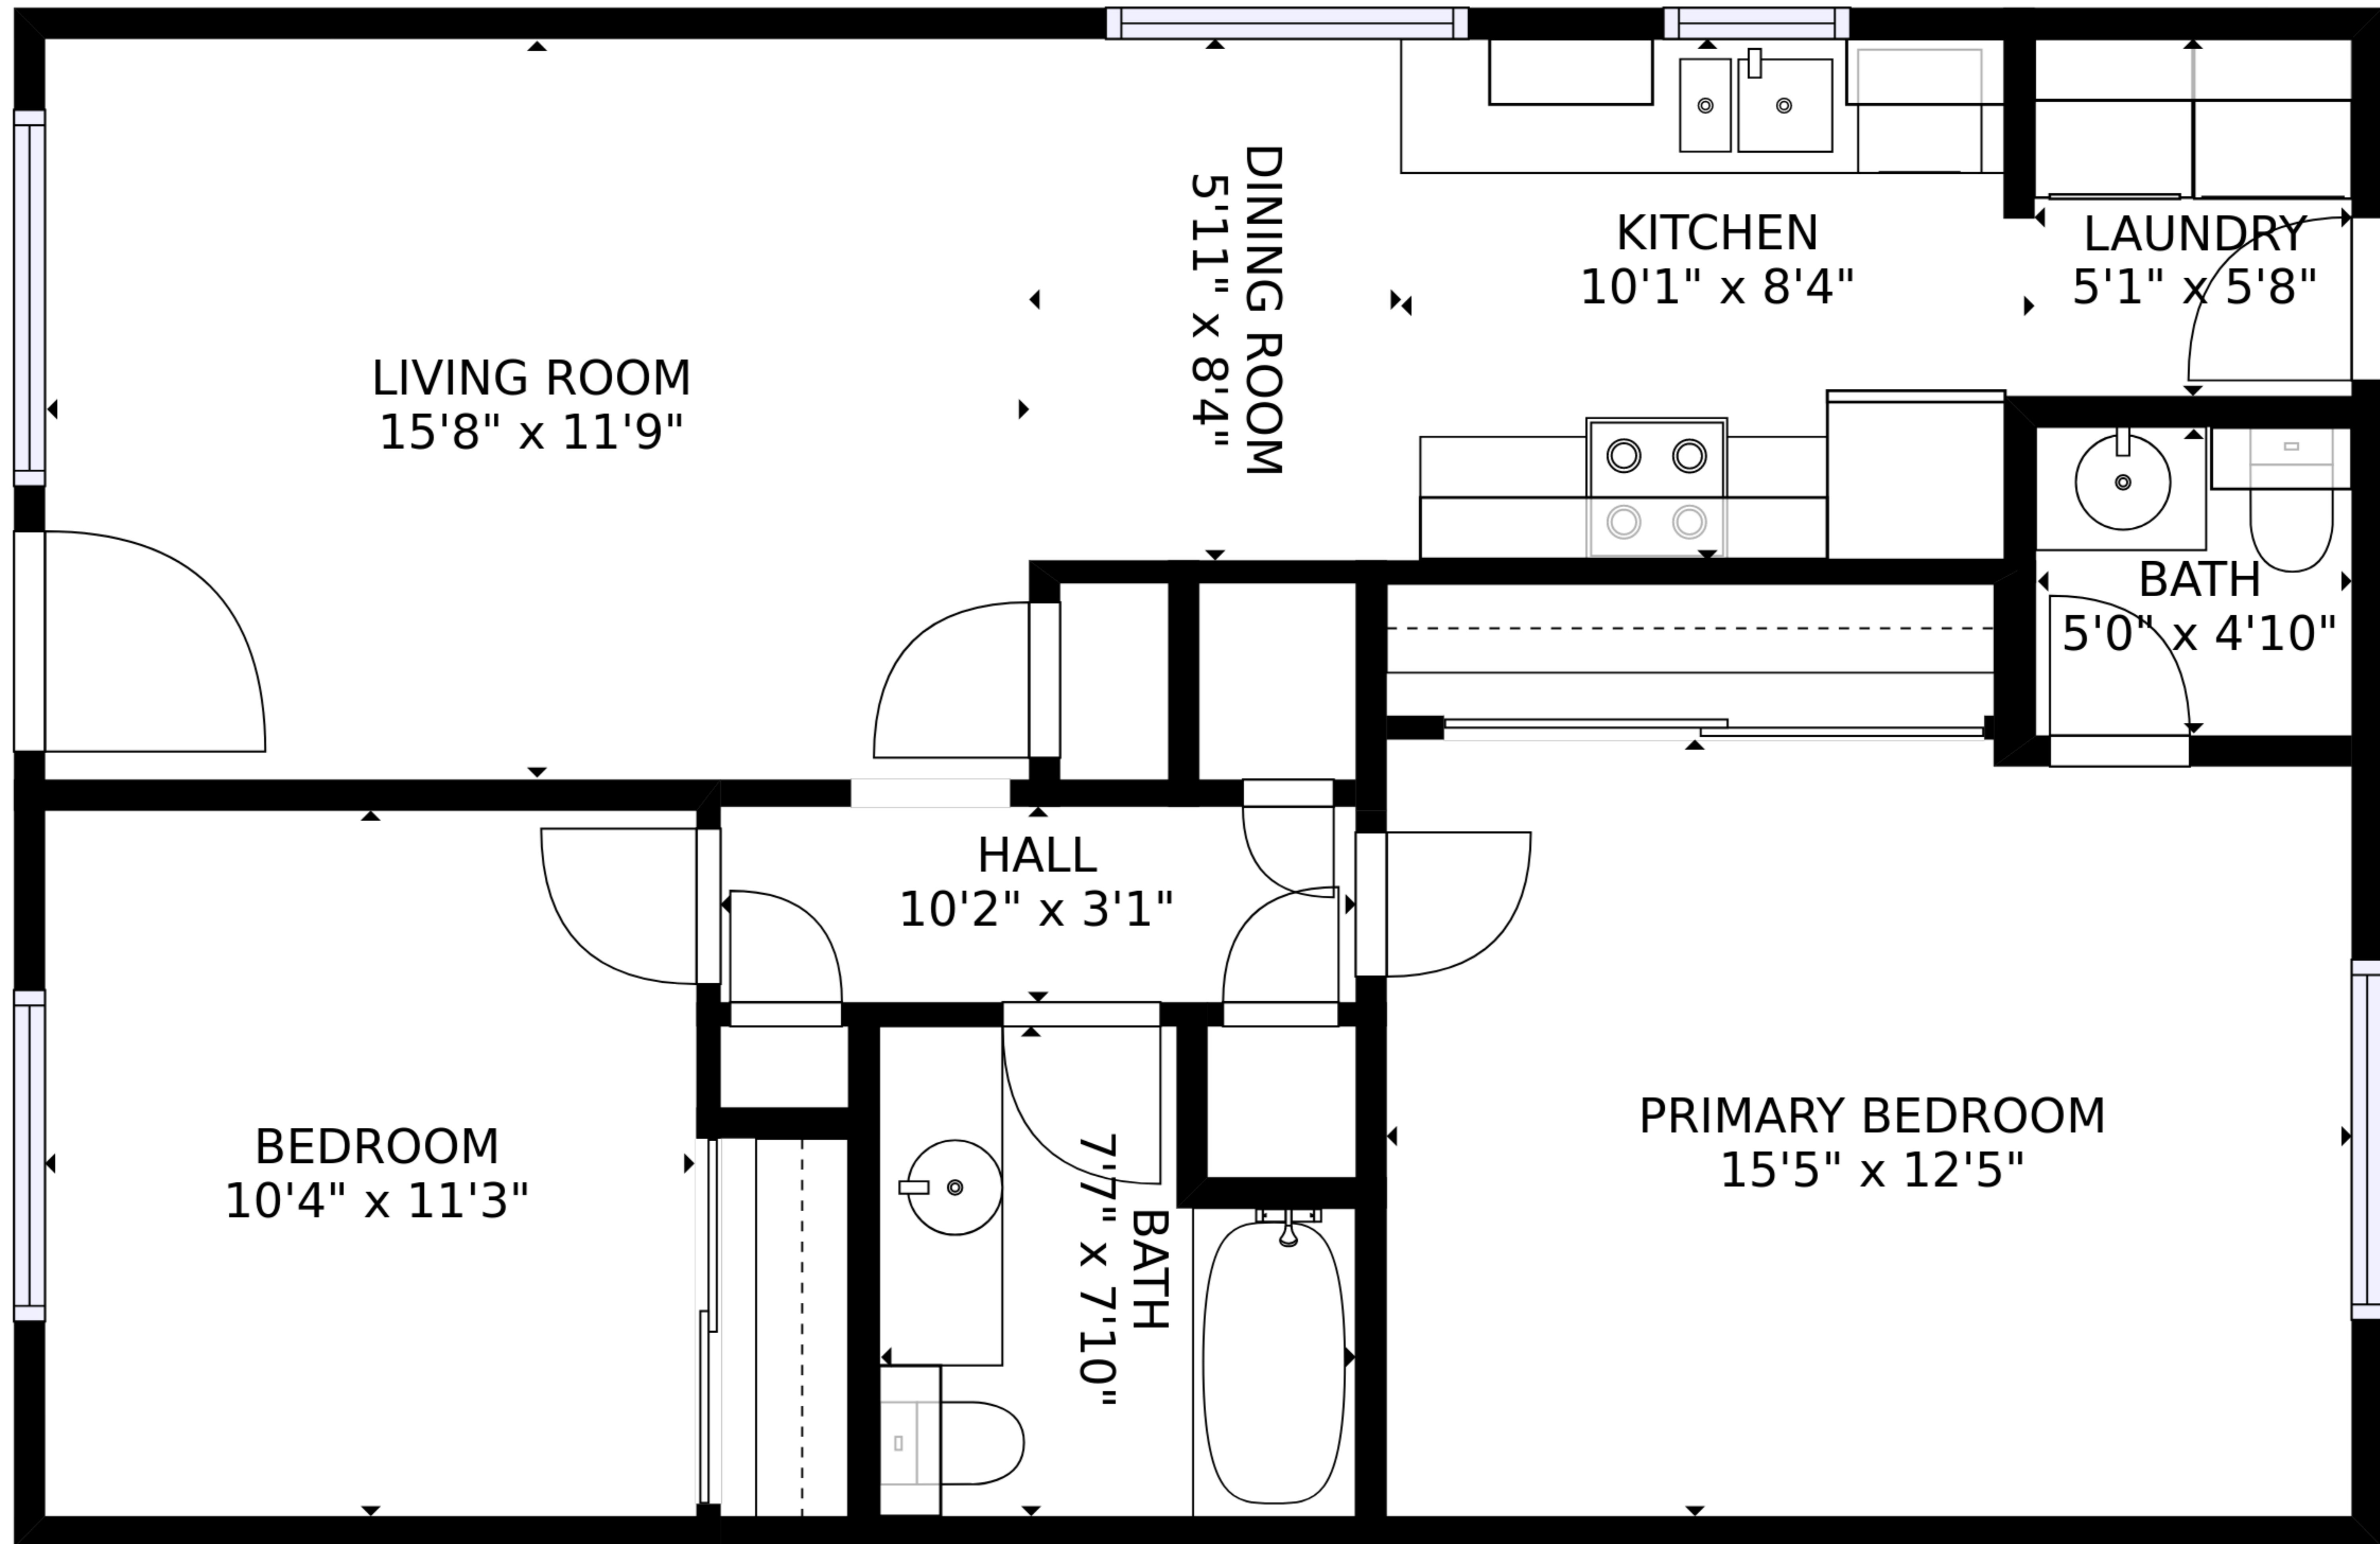 DINING ROOM
5'11" x 8'4"
KITCHEN
10'1" x 8'4"
LAUNDRY
5'1" x 5'8"
LIVING ROOM
15'8" x 11'9"
BATH
5'0" x 4'10"
HALL
10'2" x 3'1"
BEDROOM
10'4" x 11'3"
BATH
7'7" x 7'10"
PRIMARY BEDROOM
15'5" x 12'5"